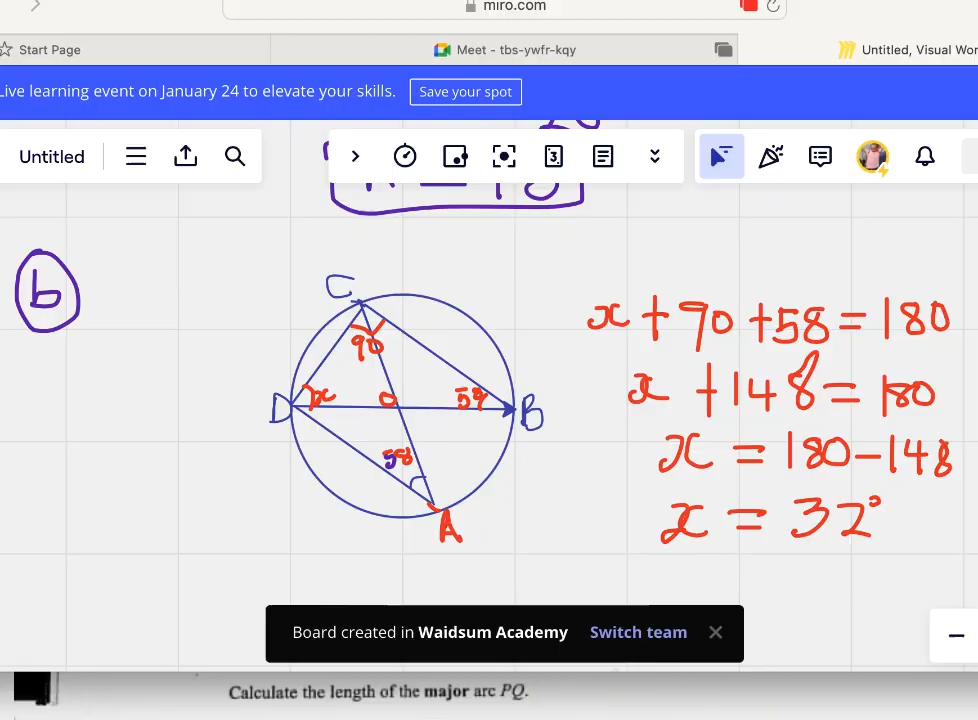 miro.com
Start Page
Meet - tbs-ywfr-kqy
Untitled, Visual Wor
Live learning event on January 24 to elevate your skills.
Save your spot
Untitled
3
b
C
90
D
x
O
58
B
58
A
x + 90 + 58 = 180
x + 148 = 180
x = 180 - 148
x = 32°
Board created in Waidsum Academy
Switch team
Calculate the length of the major arc PQ.